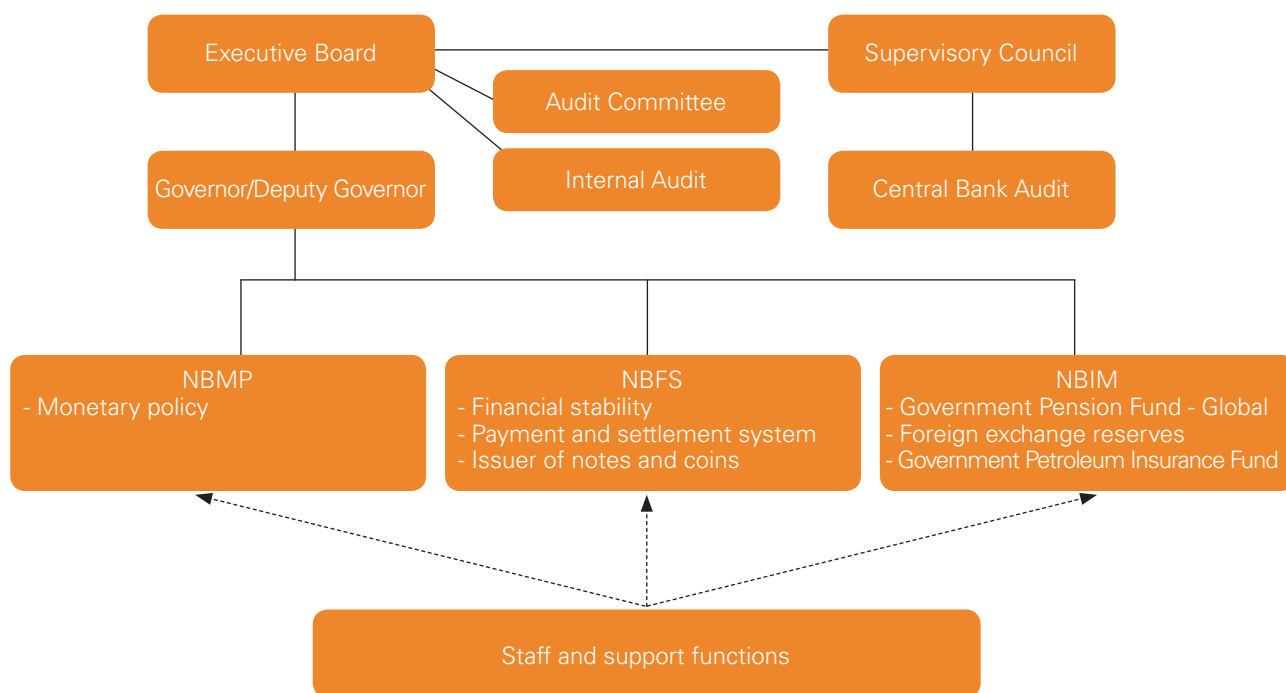 Executive Board
Supervisory Council
Audit Committee
Governor/Deputy Governor
Internal Audit
Central Bank Audit
NBMP
- Monetary policy
NBFS
- Financial stability
- Payment and settlement system
- Issuer of notes and coins
NBIM
- Government Pension Fund - Global
- Foreign exchange reserves
- Government Petroleum Insurance Fund
Staff and support functions